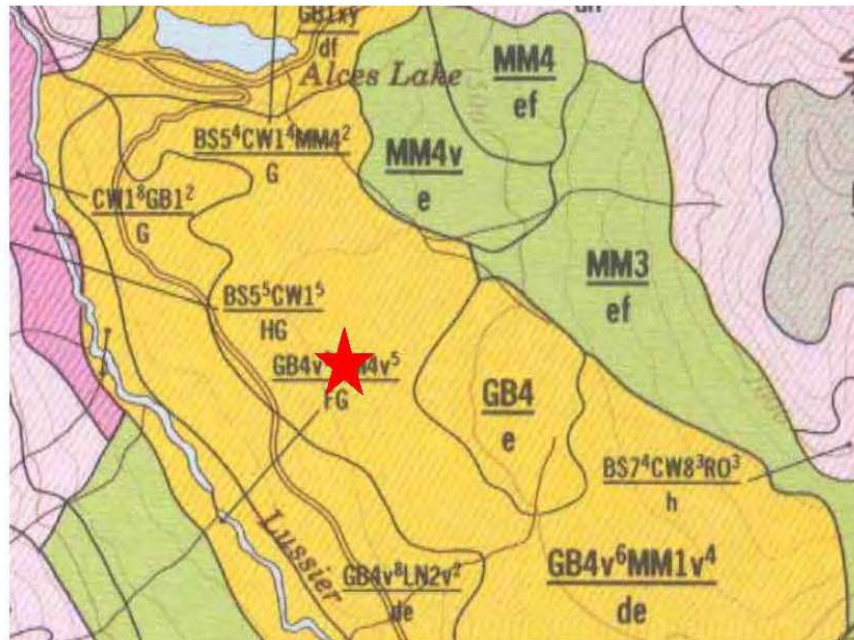 GB1xy
df
Alces Lake
MM4
ef
BS5⁴CW1⁴MM4²
G
MM4v
e
CW1⁸GB1²
G
MM3
ef
BS5⁵CW1⁵
HG
GB4v 4v⁵
FG
GB4
e
BS7⁴CW8³RO³
h
Lussier
GB4v⁸LN2v²
de
GB4v⁶MM1v⁴
de